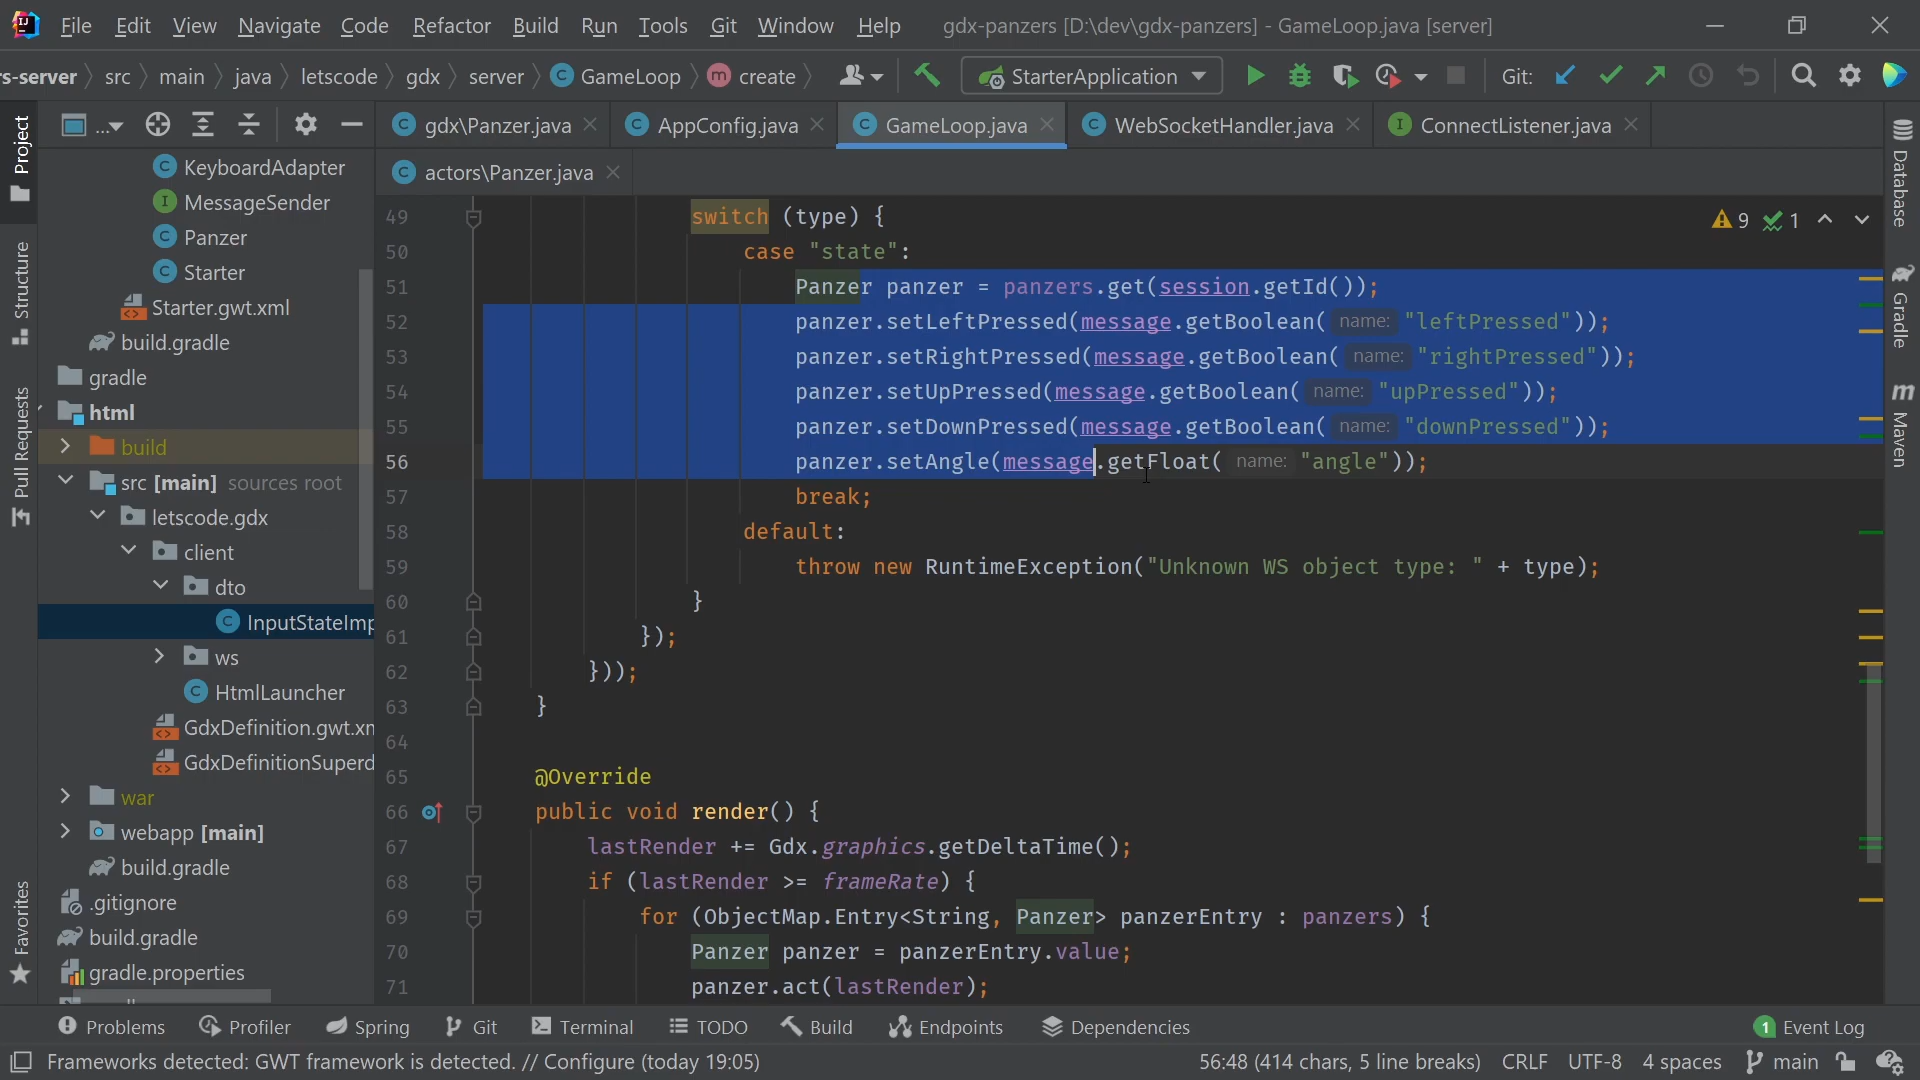 File Edit View Navigate Code Refactor Build Run Tools Git Window Help gdx-panzers [D:\dev\gdx-panzers] - GameLoop.java [server]
rs-server src main java letscode gdx server GameLoop create StarterApplication Git:
Project
... gdx\Panzer.java AppConfig.java GameLoop.java WebSocketHandler.java ConnectListener.java
actors\Panzer.java
Structure
Pull Requests
Favorites
KeyboardAdapter
MessageSender
Panzer
Starter
Starter.gwt.xml
build.gradle
gradle
html
build
src [main] sources root
letscode.gdx
client
dto
InputStateImp
ws
HtmlLauncher
GdxDefinition.gwt.xm
GdxDefinitionSuperd
war
webapp [main]
build.gradle
.gitignore
build.gradle
gradle.properties
49 switch (type) {
50 case "state":
51 Panzer panzer = panzers.get(session.getId());
52 panzer.setLeftPressed(message.getBoolean( name: "leftPressed"));
53 panzer.setRightPressed(message.getBoolean( name: "rightPressed"));
54 panzer.setUpPressed(message.getBoolean( name: "upPressed"));
55 panzer.setDownPressed(message.getBoolean( name: "downPressed"));
56 panzer.setAngle(message.getFloat( name: "angle"));
57 break;
58 default:
59 throw new RuntimeException("Unknown WS object type: " + type);
60 }
61 });
62 }));
63 }
64
65 @Override
66 public void render() {
67 lastRender += Gdx.graphics.getDeltaTime();
68 if (lastRender >= frameRate) {
69 for (ObjectMap.Entry<String, Panzer> panzerEntry : panzers) {
70 Panzer panzer = panzerEntry.value;
71 panzer.act(lastRender);
9 1
Database
Gradle
Maven
Problems Profiler Spring Git Terminal TODO Build Endpoints Dependencies 1 Event Log
Frameworks detected: GWT framework is detected. // Configure (today 19:05) 56:48 (414 chars, 5 line breaks) CRLF UTF-8 4 spaces main